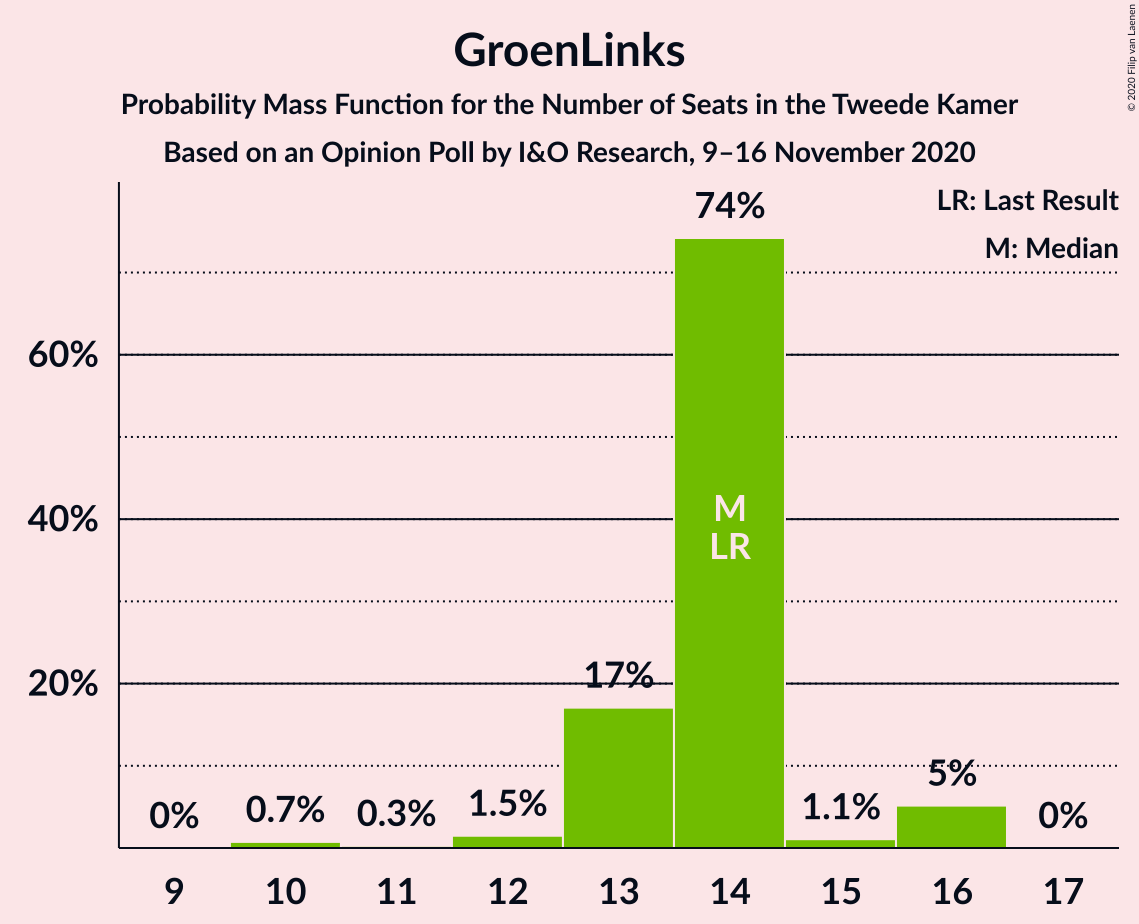 GroenLinks
Probability Mass Function for the Number of Seats in the Tweede Kamer
Based on an Opinion Poll by I&O Research, 9–16 November 2020
© 2020 Filip van Laenen
LR: Last Result
M: Median
60%
40%
20%
0%
0.7%
0.3%
1.5%
17%
74%
1.1%
5%
0%
M
LR
9
10
11
12
13
14
15
16
17